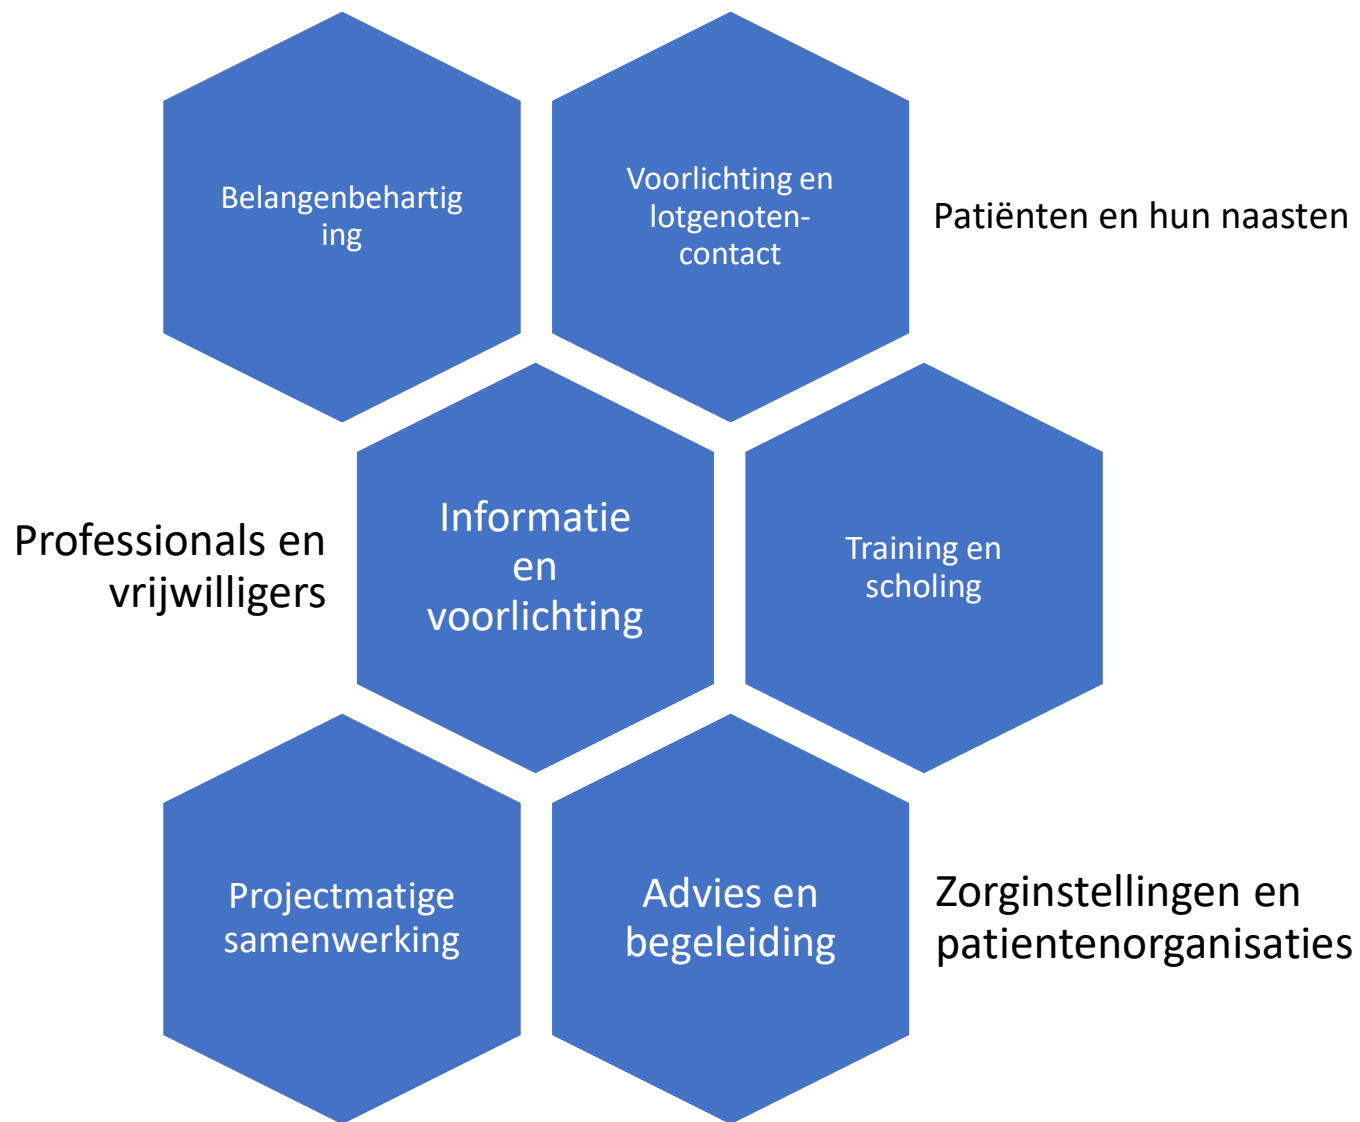 Belangenbehartig
ing
Voorlichting en
lotgenoten-
contact
Patiënten en hun naasten
Professionals en
vrijwilligers
Informatie
en
voorlichting
Training en
scholing
Projectmatige
samenwerking
Advies en
begeleiding
Zorginstellingen en
patientenorganisaties